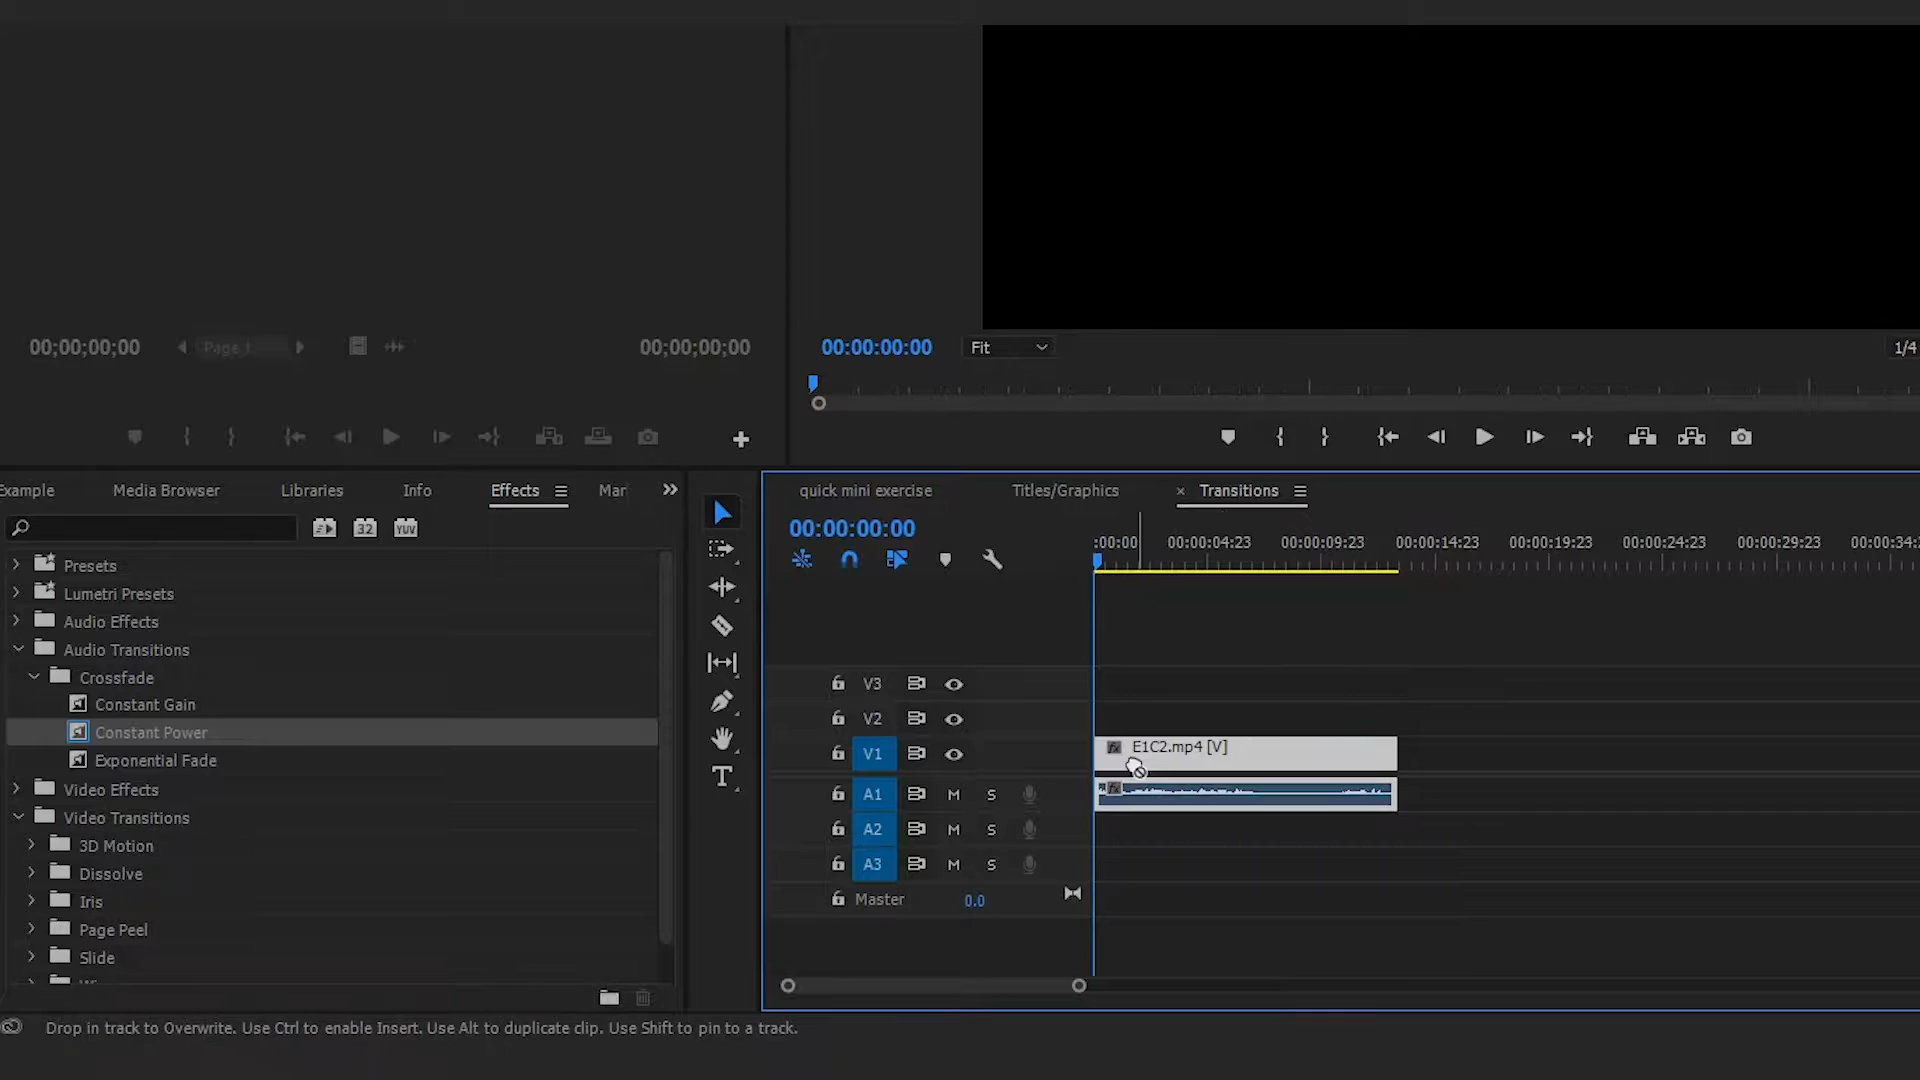 00;00;00;00
Page 1
00;00;00;00
00:00:00:00
Fit
1/4
Example
Media Browser
Libraries
Info
Effects
Mar
32
YUV
Presets
Lumetri Presets
Audio Effects
Audio Transitions
Crossfade
Constant Gain
Constant Power
Exponential Fade
Video Effects
Video Transitions
3D Motion
Dissolve
Iris
Page Peel
Slide
quick mini exercise
Titles/Graphics
× Transitions
00:00:00:00
:00:00 00:00:04:23 00:00:09:23 00:00:14:23 00:00:19:23 00:00:24:23 00:00:29:23 00:00:34:
V3
V2
V1
fx E1C2.mp4 [V]
A1 M S
fx
A2 M S
A3 M S
Master 0.0
Drop in track to Overwrite. Use Ctrl to enable Insert. Use Alt to duplicate clip. Use Shift to pin to a track.